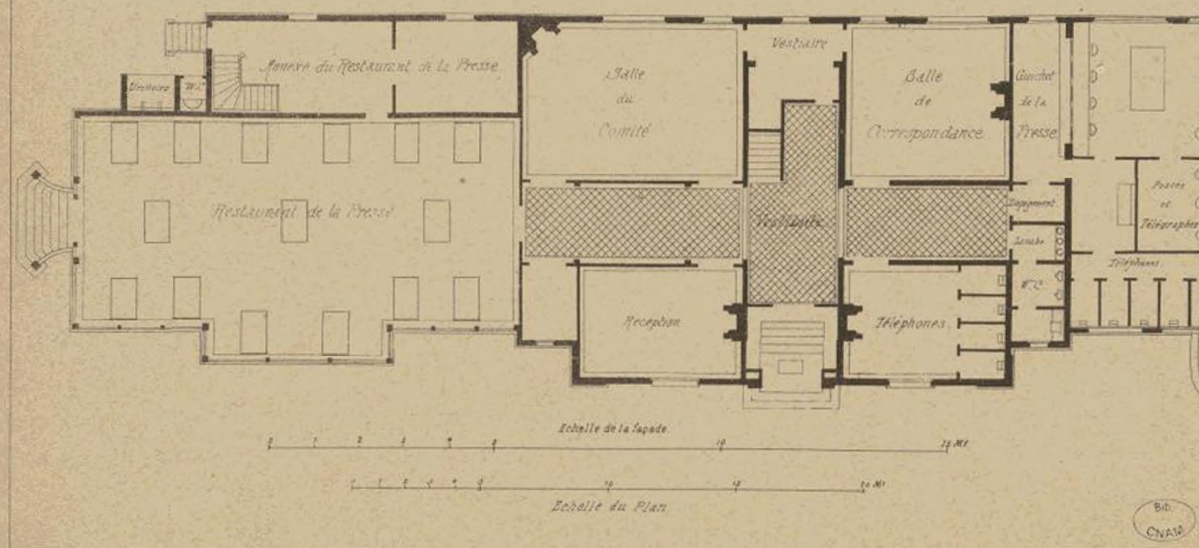 Vestiaire
Annexe du Restaurant de la Presse
Salle
du
Comité
Salle
de
Correspondance
Guichet
de la
Presse
Urinoirs
W.C.
Restaurant de la Presse
Vestibule
Dégagement
Postes
et
Télégraphes
Lavabo
Téléphones.
W.C.
Réception
Téléphones.
Echelle de la façade.
0 1 2 3 4 5 10 15 Mt.
0 1 2 3 4 5 10 15 20 Mt.
Echelle du Plan
Bib.
CNAM